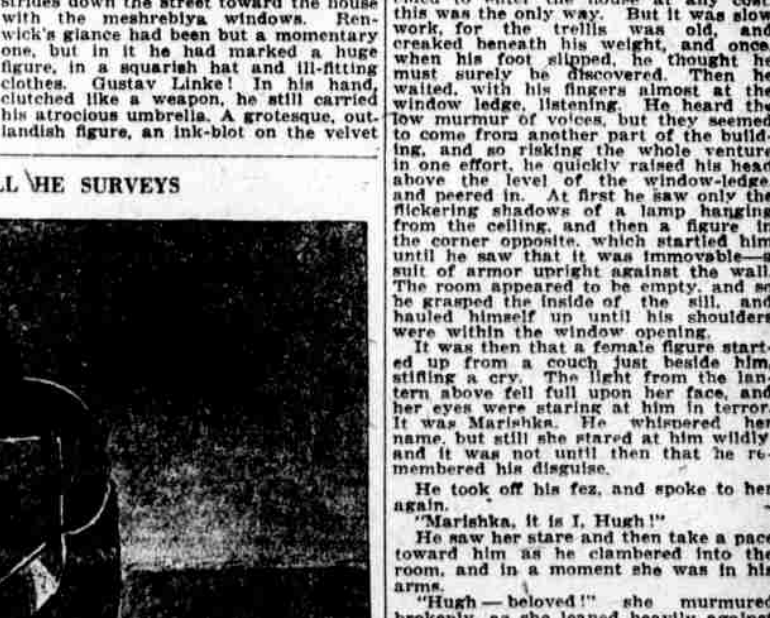 strides down the street toward the house
with the meshrebiya windows. Ren-
wick's glance had been but a momentary
one, but in it he had marked a huge
figure, in a squarish hat and ill-fitting
clothes. Gustav Linke! In his hand,
clutched like a weapon, he still carried
his atrocious umbrella. A grotesque, out-
landish figure, an ink-blot on the velvet
HE SURVEYS
this was the only way. But it was slow
work, for the trellis was old, and
creaked beneath his weight, and once,
when his foot slipped, he thought he
must surely be discovered. Then he
waited, with his fingers almost at the
window ledge, listening. He heard the
low murmur of voices, but they seemed
to come from another part of the build-
ing, and so risking the whole venture
in one effort, he quickly raised his head
above the level of the window-ledge
and peered in. At first he saw only the
flickering shadows of a lamp hanging
from the ceiling, and then a figure in
the corner opposite, which startled him
until he saw that it was immovable—a
suit of armor upright against the wall.
The room appeared to be empty, and so
he grasped the inside of the sill, and
hauled himself up until his shoulders
were within the window opening.
It was then that a female figure start-
ed up from a couch just beside him,
stifling a cry. The light from the lan-
tern above fell full upon her face, and
her eyes were staring at him in terror.
It was Marishka. He whispered her
name, but still she stared at him wildly
and it was not until then that he re-
membered his disguise.
He took off his fez, and spoke to her
again.
"Marishka, it is I, Hugh!"
He saw her stare and then take a pace
toward him as he clambered into the
room, and in a moment she was in his
arms.
"Hugh — beloved!" she murmured
brokenly, as she leaned heavily against